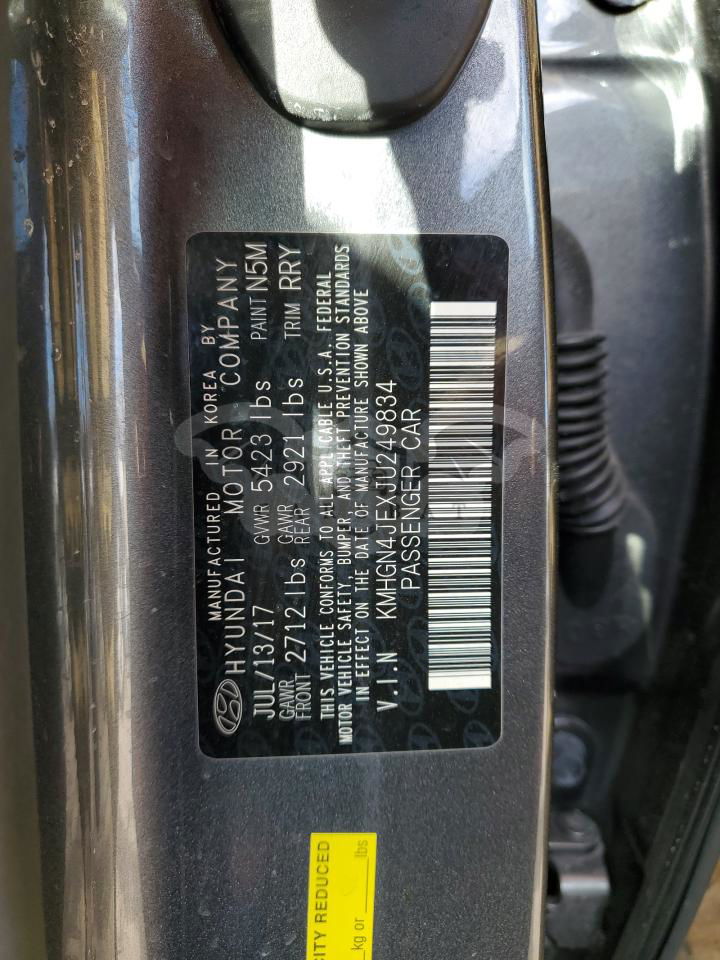 MANUFACTURED IN KOREA BY
HYUNDAI MOTOR COMPANY
JUL/13/17 GVWR 5423 lbs PAINT N5M
GAWR FRONT 2712 lbs GAWR REAR 2921 lbs TRIM RRY
THIS VEHICLE CONFORMS TO ALL APPLICABLE U.S.A. FEDERAL
MOTOR VEHICLE SAFETY, BUMPER, AND THEFT PREVENTION STANDARDS
IN EFFECT ON THE DATE OF MANUFACTURE SHOWN ABOVE
V.I.N KMHGN4JEXJU249834
PASSENGER CAR
CITY REDUCED
kg or lbs